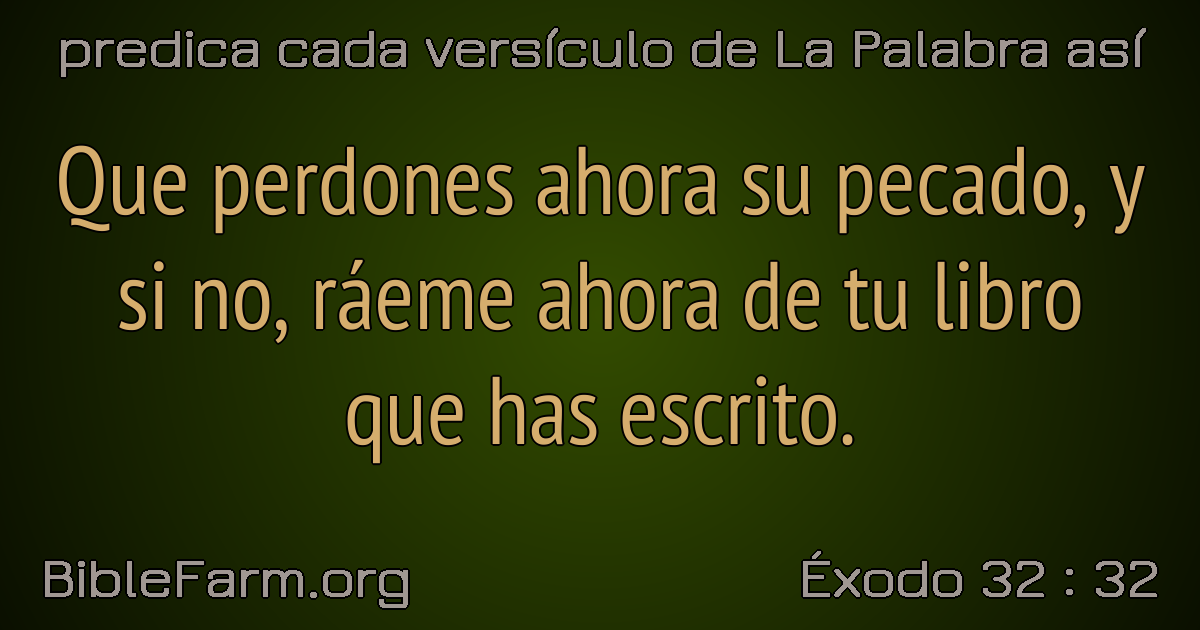 predica cada versículo de La Palabra así
Que perdones ahora su pecado, y
si no, ráeme ahora de tu libro
que has escrito.
BibleFarm.org
Éxodo 32 : 32